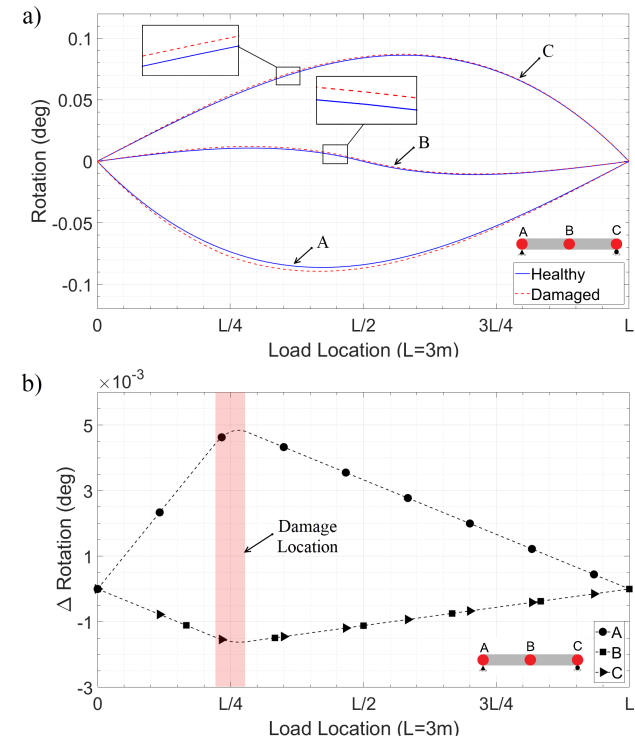 a)
0.1
0.05
0
-0.05
-0.1
Rotation (deg)
A
B
C
A B C
Healthy
Damaged
0 L/4 L/2 3L/4 L
Load Location (L=3m)
b)
×10⁻³
5
3
1
-1
-3
Δ Rotation (deg)
Damage
Location
A B C
A
B
C
0 L/4 L/2 3L/4 L
Load Location (L=3m)